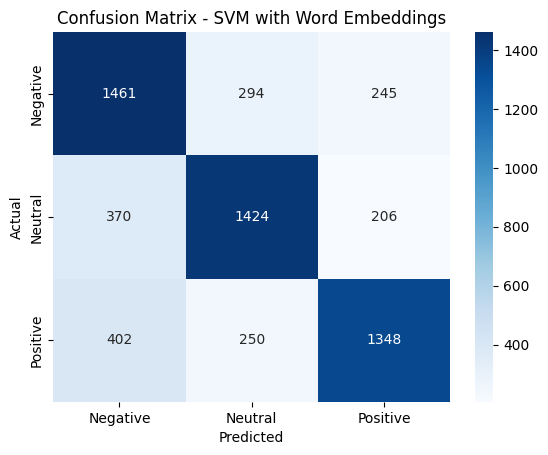 Confusion Matrix - SVM with Word Embeddings
Negative 1461 294 245
Neutral 370 1424 206
Positive 402 250 1348
Actual
Negative Neutral Positive
Predicted
1400
1200
1000
800
600
400